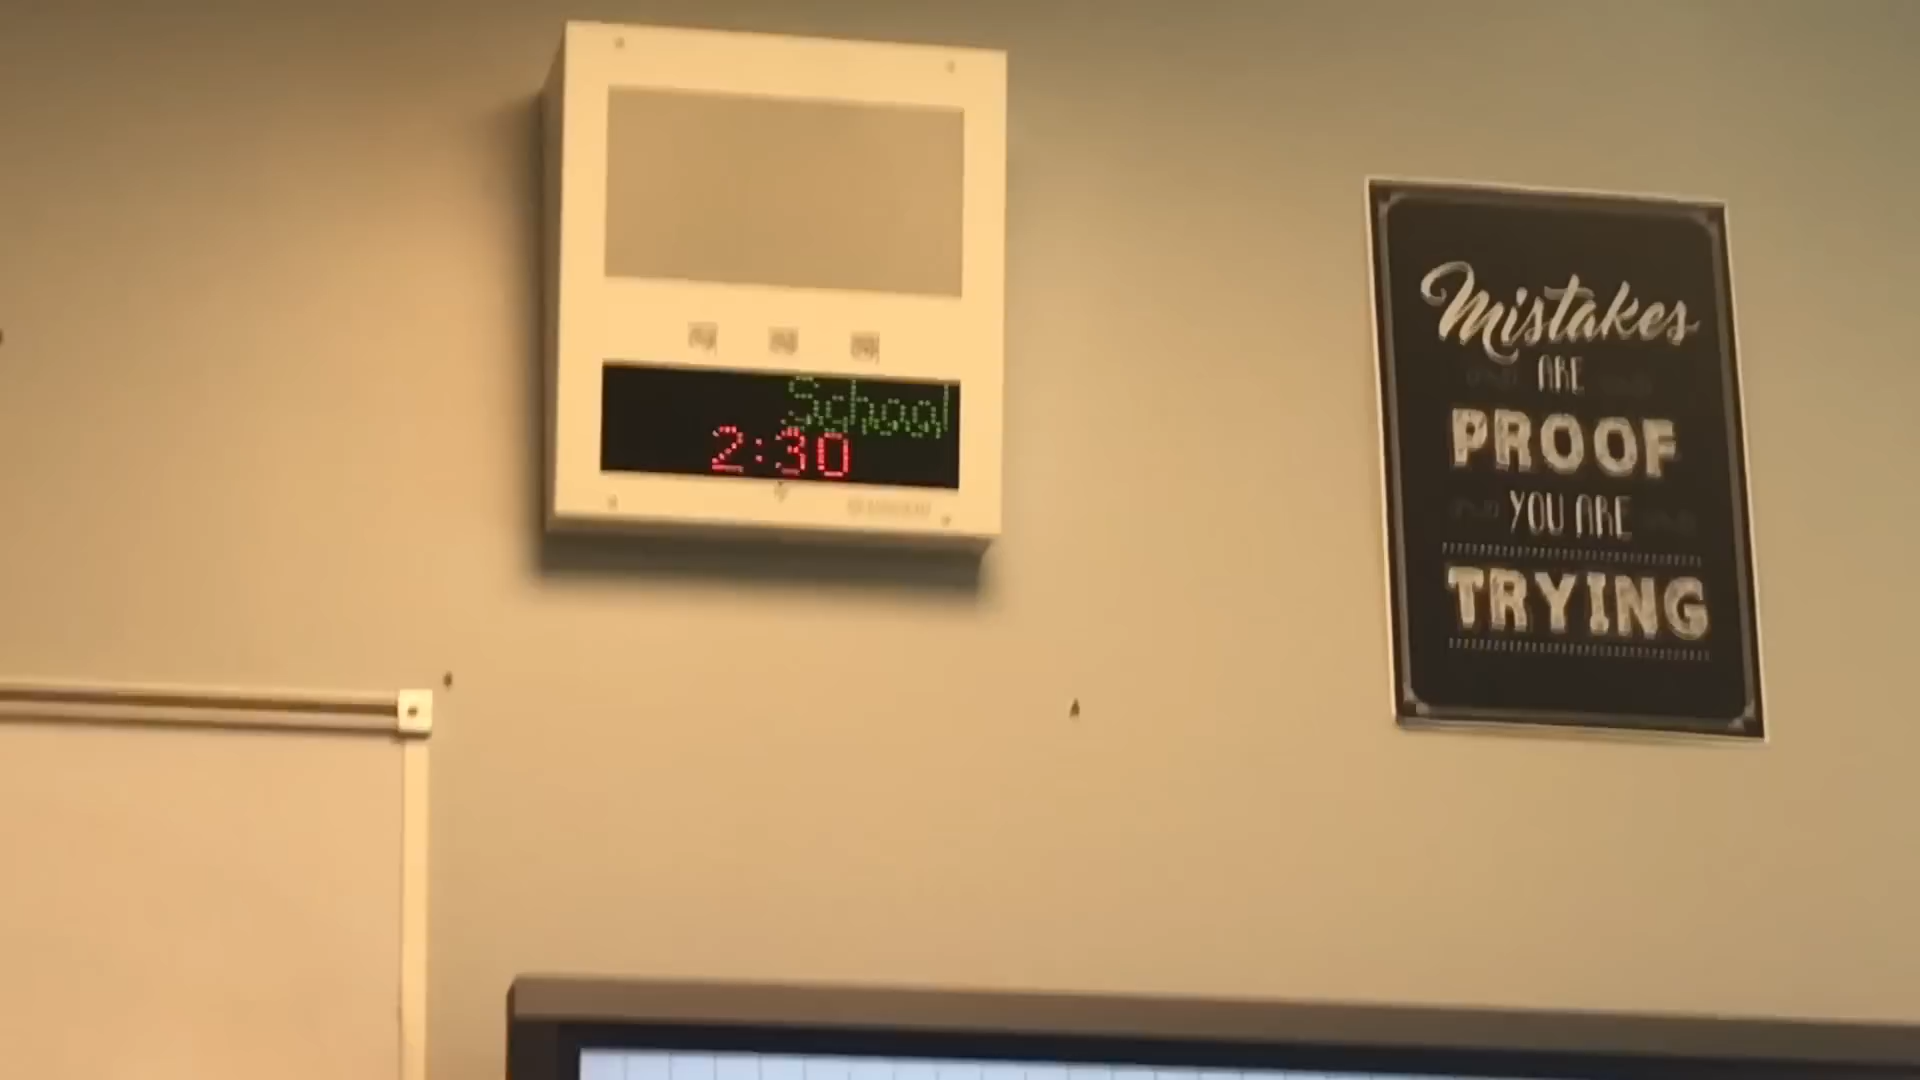 School
2:30
Mistakes
ARE
PROOF
YOU ARE
TRYING